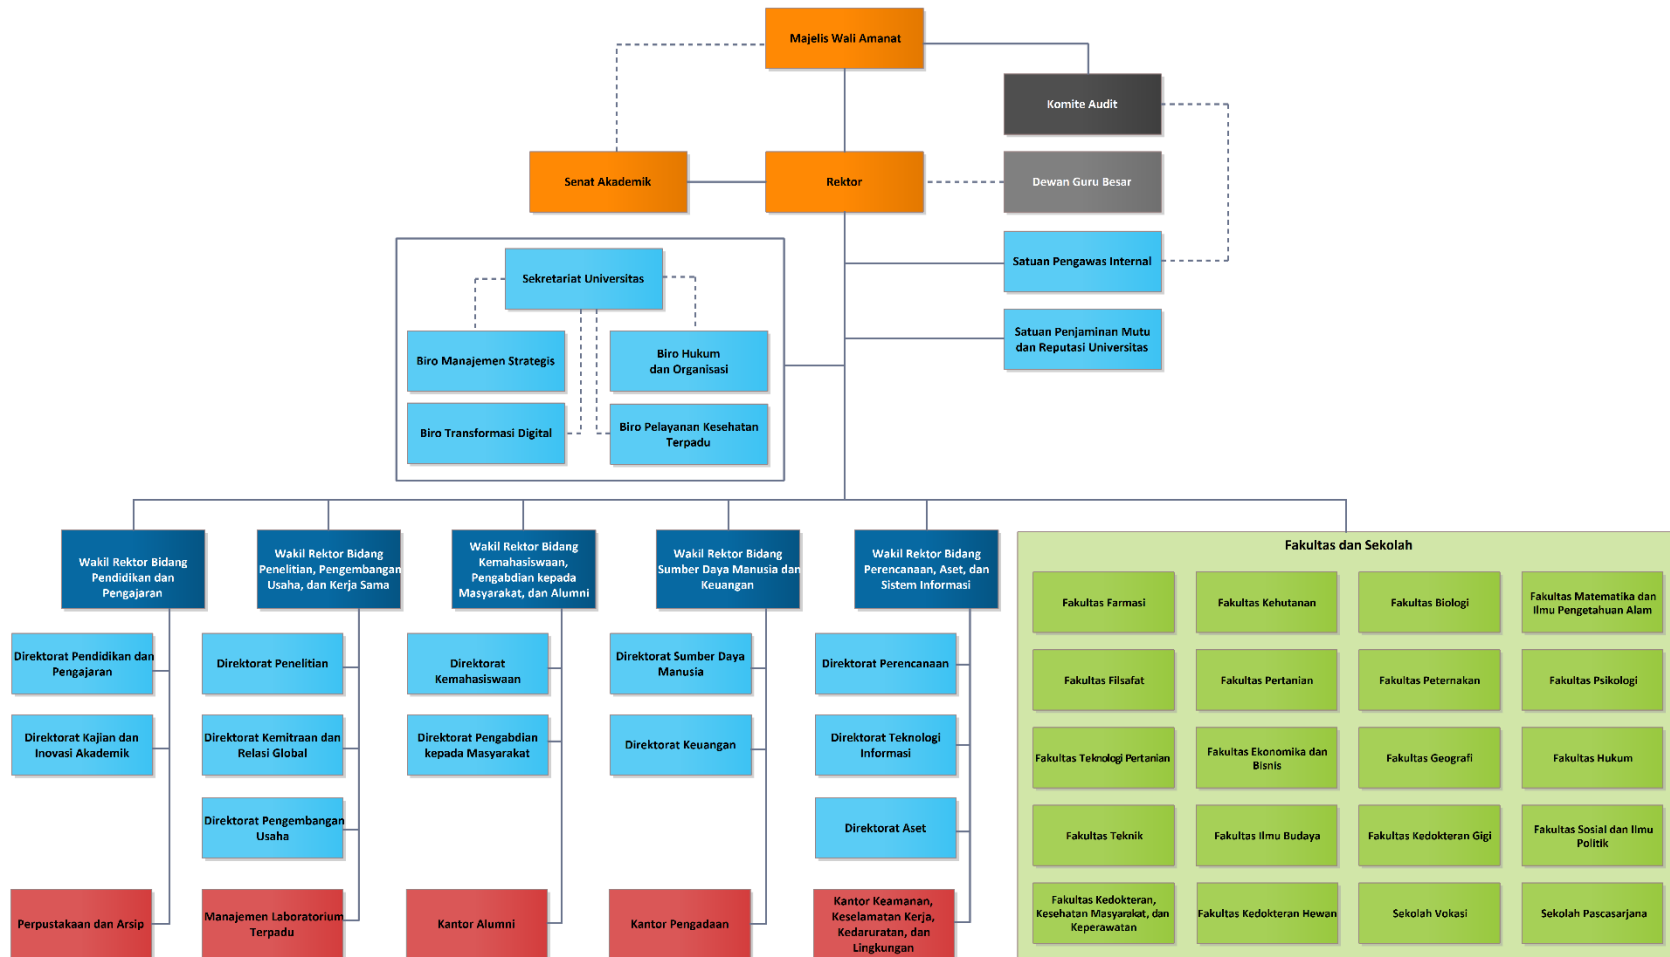 Majelis Wali Amanat
Komite Audit
Senat Akademik
Rektor
Dewan Guru Besar
Satuan Pengawas Internal
Sekretariat Universitas
Satuan Penjaminan Mutu
dan Reputasi Universitas
Biro Manajemen Strategis
Biro Hukum
dan Organisasi
Biro Transformasi Digital
Biro Pelayanan Kesehatan
Terpadu
Wakil Rektor Bidang
Pendidikan dan
Pengajaran
Wakil Rektor Bidang
Penelitian, Pengembangan
Usaha, dan Kerja Sama
Wakil Rektor Bidang
Kemahasiswaan,
Pengabdian kepada
Masyarakat, dan Alumni
Wakil Rektor Bidang
Sumber Daya Manusia dan
Keuangan
Wakil Rektor Bidang
Perencanaan, Aset, dan
Sistem Informasi
Direktorat Pendidikan dan
Pengajaran
Direktorat Penelitian
Direktorat
Kemahasiswaan
Direktorat Sumber Daya
Manusia
Direktorat Perencanaan
Direktorat Kajian dan
Inovasi Akademik
Direktorat Kemitraan dan
Relasi Global
Direktorat Pengabdian
kepada Masyarakat
Direktorat Keuangan
Direktorat Teknologi
Informasi
Direktorat Pengembangan
Usaha
Direktorat Aset
Perpustakaan dan Arsip
Manajemen Laboratorium
Terpadu
Kantor Alumni
Kantor Pengadaan
Kantor Keamanan,
Keselamatan Kerja,
Kedaruratan, dan
Lingkungan
Fakultas dan Sekolah
Fakultas Farmasi
Fakultas Kehutanan
Fakultas Biologi
Fakultas Matematika dan
Ilmu Pengetahuan Alam
Fakultas Filsafat
Fakultas Pertanian
Fakultas Peternakan
Fakultas Psikologi
Fakultas Teknologi Pertanian
Fakultas Ekonomika dan
Bisnis
Fakultas Geografi
Fakultas Hukum
Fakultas Teknik
Fakultas Ilmu Budaya
Fakultas Kedokteran Gigi
Fakultas Sosial dan Ilmu
Politik
Fakultas Kedokteran,
Kesehatan Masyarakat, dan
Keperawatan
Fakultas Kedokteran Hewan
Sekolah Vokasi
Sekolah Pascasarjana